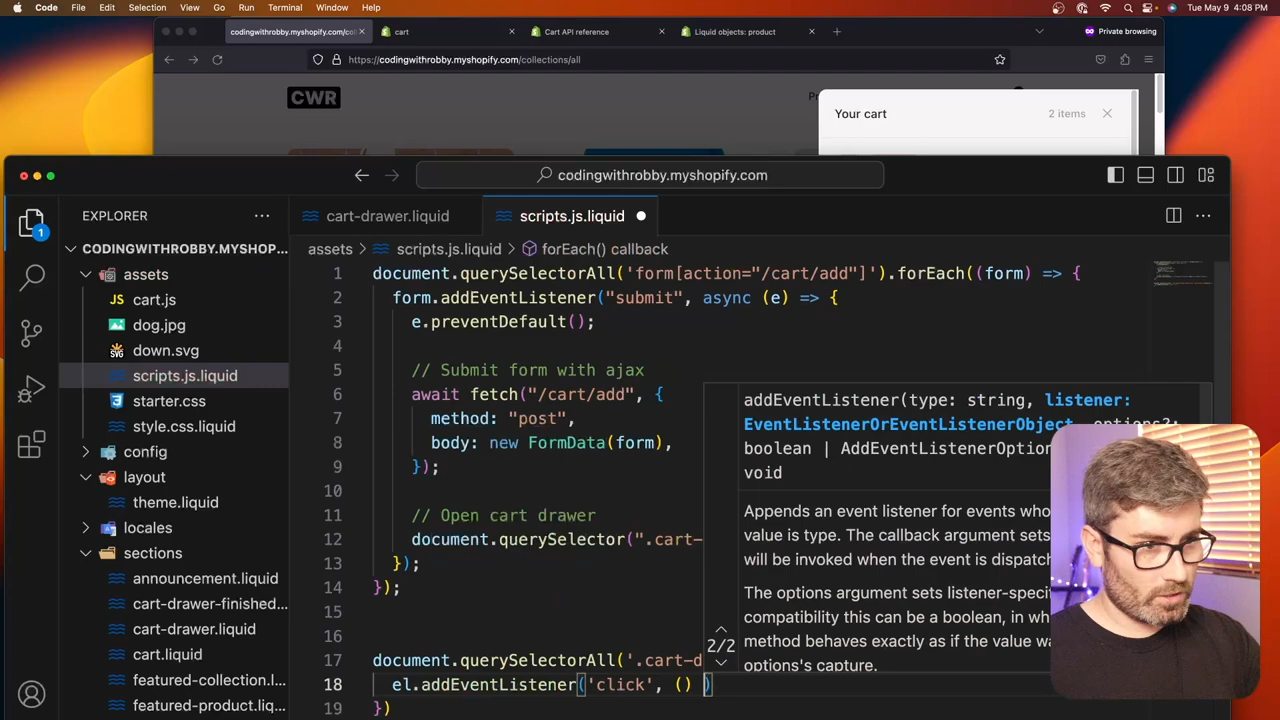 Code File Edit Selection View Go Run Terminal Window Help Tue May 9 4:08 PM
codingwithrobby.myshopify.com/coll cart Cart API reference Liquid objects: product Private browsing
https://codingwithrobby.myshopify.com/collections/all
CWR
Your cart 2 items
codingwithrobby.myshopify.com
EXPLORER
cart-drawer.liquid scripts.js.liquid
CODINGWITHROBBY.MYSHOP...
assets > scripts.js.liquid > forEach() callback
assets
cart.js
dog.jpg
down.svg
scripts.js.liquid
starter.css
style.css.liquid
config
layout
theme.liquid
locales
sections
announcement.liquid
cart-drawer-finished...
cart-drawer.liquid
cart.liquid
featured-collection.liquid
featured-product.liq...
1
1 document.querySelectorAll('form[action="/cart/add"]').forEach((form) => {
2 form.addEventListener("submit", async (e) => {
3 e.preventDefault();
4
5 // Submit form with ajax
6 await fetch("/cart/add", {
7 method: "post",
8 body: new FormData(form),
9 });
10
11 // Open cart drawer
12 document.querySelector(".cart-
13 });
14 });
15
16
17 document.querySelectorAll('.cart-d
18 el.addEventListener('click', () )
19 })
addEventListener(type: string, listener:
EventListenerOrEventListenerObject, options?:
boolean | AddEventListenerOption
void
Appends an event listener for events who
value is type. The callback argument sets
will be invoked when the event is dispatch
The options argument sets listener-speci
compatibility this can be a boolean, in wh
method behaves exactly as if the value wa
options's capture.
2/2